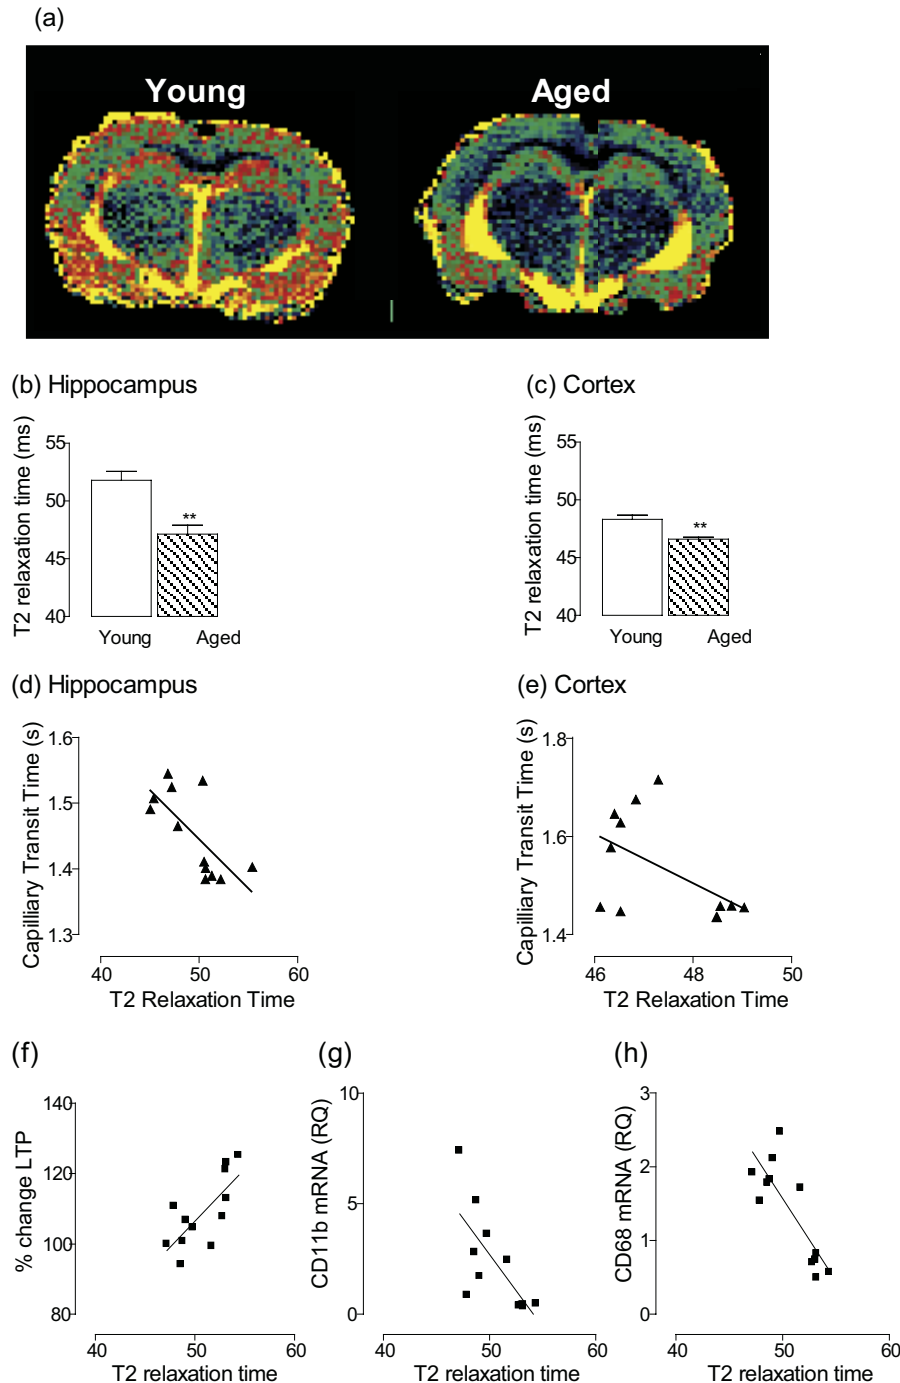 (a)
Young
Aged
(b) Hippocampus
T2 relaxation time (ms)
55
50
45
40
**
Young
Aged
(c) Cortex
T2 relaxation time (ms)
55
50
45
40
**
Young
Aged
(d) Hippocampus
Capilliary Transit Time (s)
1.6
1.5
1.4
1.3
40
50
60
T2 Relaxation Time
(e) Cortex
Capilliary Transit Time (s)
1.8
1.6
1.4
46
48
50
T2 Relaxation Time
(f)
% change LTP
140
120
100
80
40
50
60
T2 relaxation time
(g)
CD11b mRNA (RQ)
10
5
0
40
50
60
T2 relaxation time
(h)
CD68 mRNA (RQ)
3
2
1
0
40
50
60
T2 relaxation time